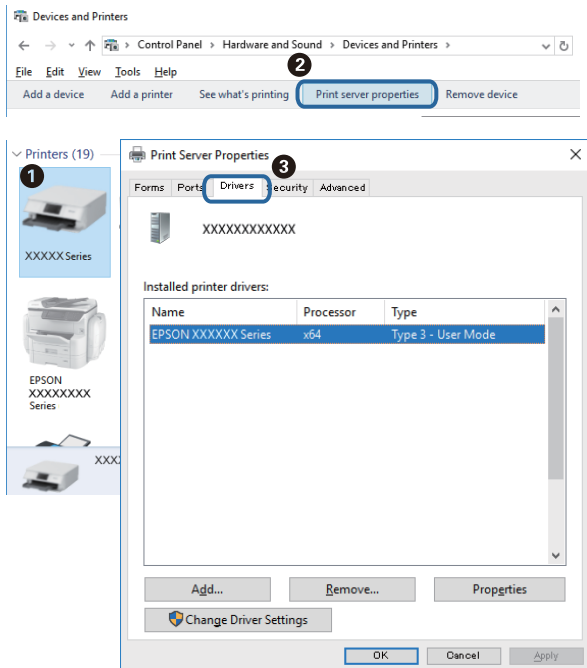 Devices and Printers
Control Panel > Hardware and Sound > Devices and Printers >
2
File Edit View Tools Help
Add a device Add a printer See what's printing Print server properties Remove device
Printers (19)
1
XXXXX Series
EPSON
XXXXXXXX
Series
XXX
Print Server Properties
3
Forms Ports Drivers ecurity Advanced
XXXXXXXXXXXX
Installed printer drivers:
Name Processor Type
EPSON XXXXXX Series x64 Type 3 - User Mode
Add... Remove... Properties
Change Driver Settings
OK Cancel Apply